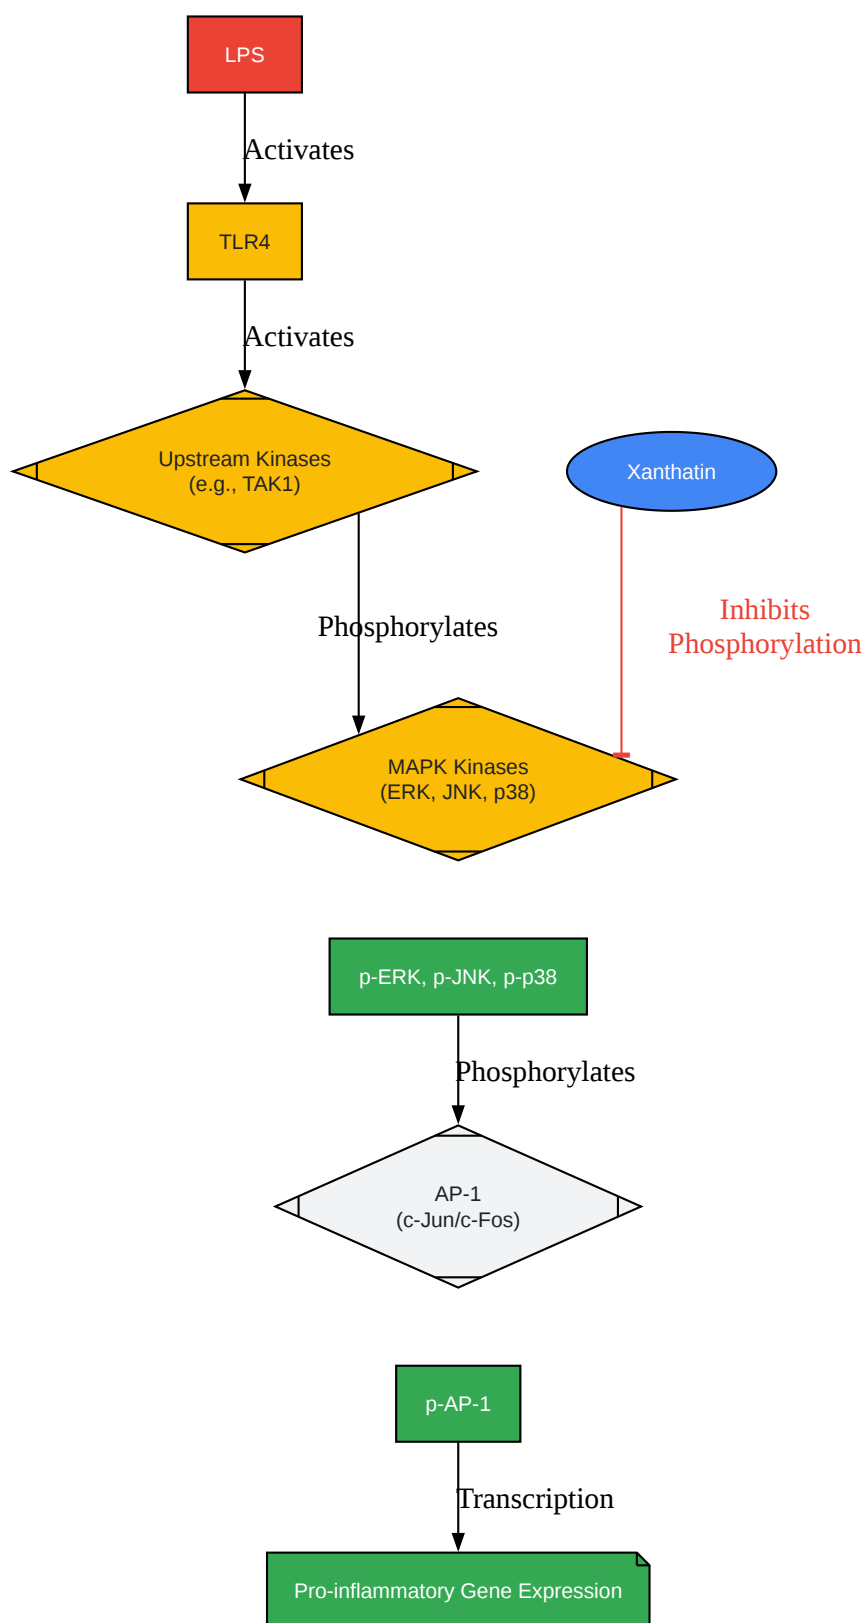 LPS
Activates
TLR4
Activates
Upstream Kinases
(e.g., TAK1)
Xanthatin
Phosphorylates
Inhibits
Phosphorylation
MAPK Kinases
(ERK, JNK, p38)
p-ERK, p-JNK, p-p38
Phosphorylates
AP-1
(c-Jun/c-Fos)
p-AP-1
Transcription
Pro-inflammatory Gene Expression